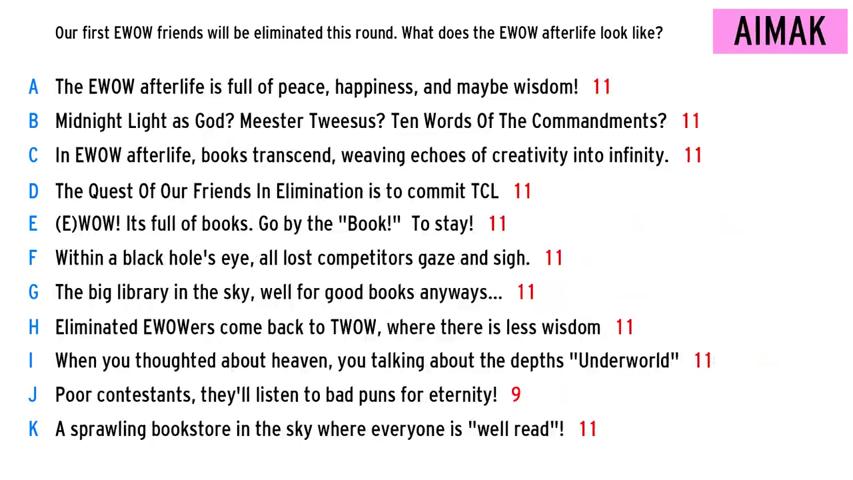 Our first EWOW friends will be eliminated this round. What does the EWOW afterlife look like?
AIMAK
A The EWOW afterlife is full of peace, happiness, and maybe wisdom! 11
B Midnight Light as God? Meester Tweesus? Ten Words Of The Commandments? 11
C In EWOW afterlife, books transcend, weaving echoes of creativity into infinity. 11
D The Quest Of Our Friends In Elimination is to commit TCL 11
E (E)WOW! Its full of books. Go by the "Book!" To stay! 11
F Within a black hole's eye, all lost competitors gaze and sigh. 11
G The big library in the sky, well for good books anyways... 11
H Eliminated EWOWers come back to TWOW, where there is less wisdom 11
I When you thoughted about heaven, you talking about the depths "Underworld" 11
J Poor contestants, they'll listen to bad puns for eternity! 9
K A sprawling bookstore in the sky where everyone is "well read"! 11